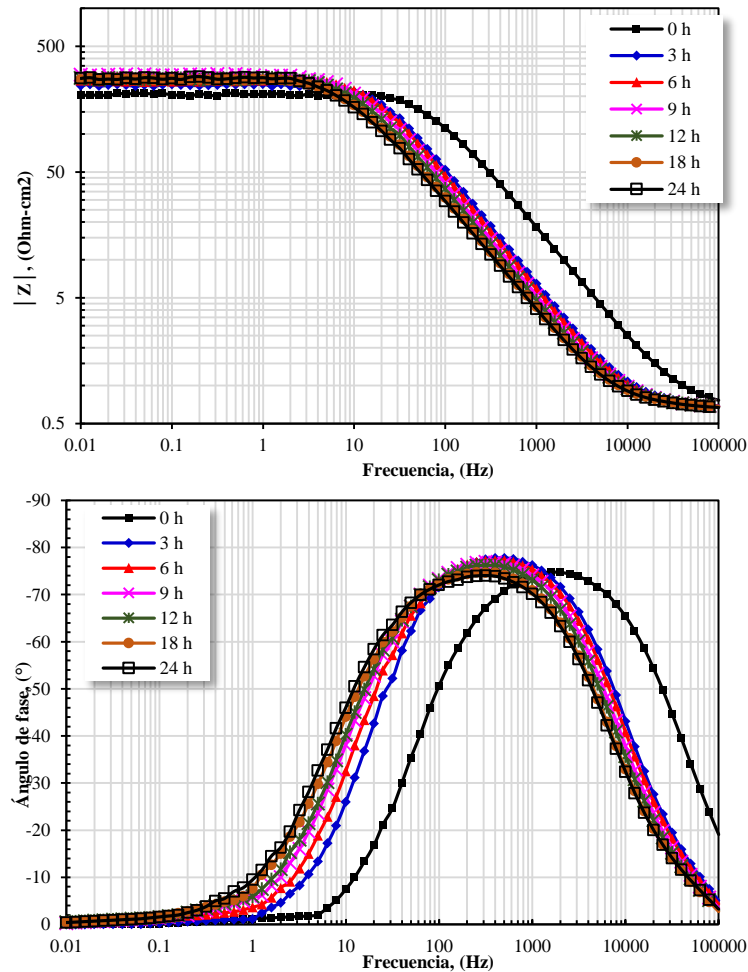 500
50
5
0.5
|Z|, (Ohm-cm2)
0.01 0.1 1 10 100 1000 10000 100000
Frecuencia, (Hz)
0 h
3 h
6 h
9 h
12 h
18 h
24 h
-90
-80
-70
-60
-50
-40
-30
-20
-10
0
Ángulo de fase, (°)
0 h
3 h
6 h
9 h
12 h
18 h
24 h
0.01 0.1 1 10 100 1000 10000 100000
Frecuencia, (Hz)